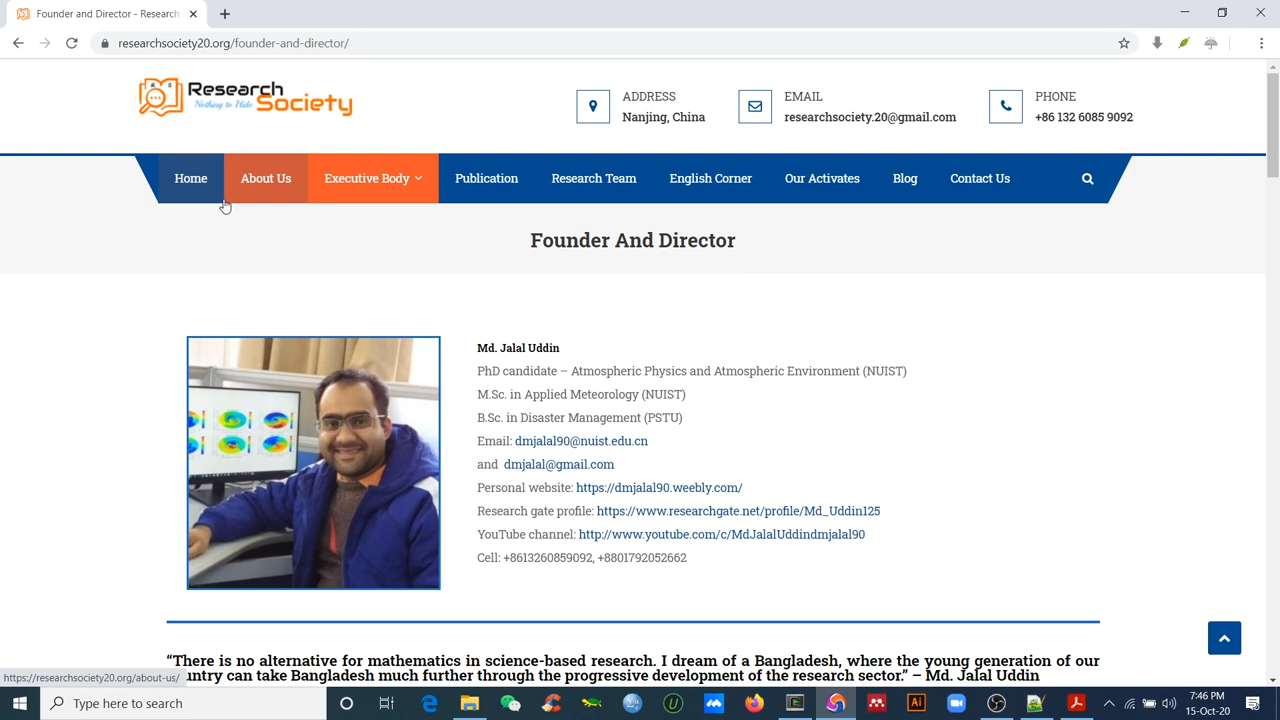 Founder and Director - Research
researchsociety20.org/founder-and-director/
Research
Nothing to Hide
Society
ADDRESS
Nanjing, China
EMAIL
researchsociety.20@gmail.com
PHONE
+86 132 6085 9092
Home About Us Executive Body Publication Research Team English Corner Our Activates Blog Contact Us
Founder And Director
Md. Jalal Uddin
PhD candidate – Atmospheric Physics and Atmospheric Environment (NUIST)
M.Sc. in Applied Meteorology (NUIST)
B.Sc. in Disaster Management (PSTU)
Email: dmjalal90@nuist.edu.cn
and dmjalal@gmail.com
Personal website: https://dmjalal90.weebly.com/
Research gate profile: https://www.researchgate.net/profile/Md_Uddin125
YouTube channel: http://www.youtube.com/c/MdJalalUddindmjalal90
Cell: +8613260859092, +8801792052662
“There is no alternative for mathematics in science-based research. I dream of a Bangladesh, where the young generation of our
untry can take Bangladesh much further through the progressive development of the research sector.” – Md. Jalal Uddin
https://researchsociety20.org/about-us/
Type here to search
7:46 PM
15-Oct-20